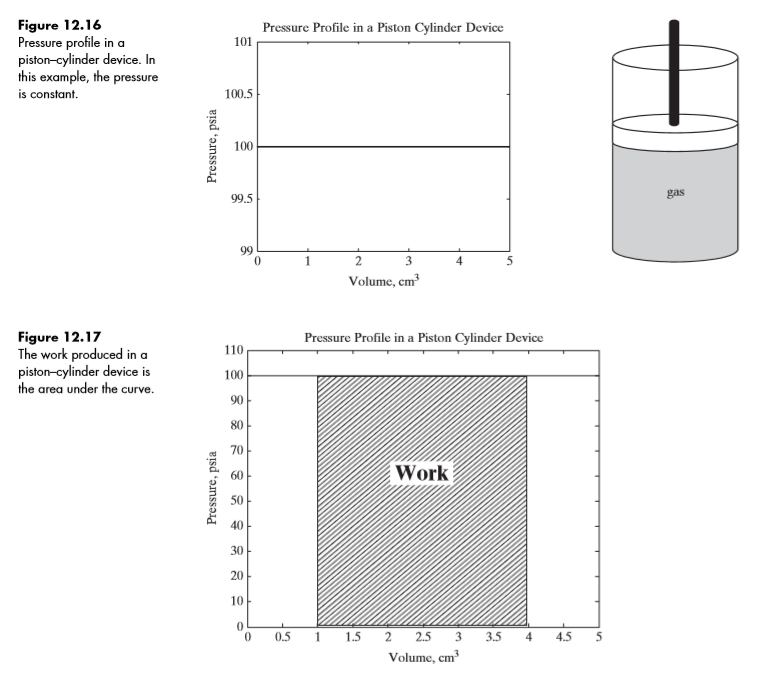 Figure 12.16
Pressure profile in a
piston–cylinder device. In
this example, the pressure
is constant.
Pressure Profile in a Piston Cylinder Device
101
100.5
100
99.5
99
Pressure, psia
0 1 2 3 4 5
Volume, cm³
gas
Figure 12.17
The work produced in a
piston–cylinder device is
the area under the curve.
Pressure Profile in a Piston Cylinder Device
110
100
90
80
70
60
50
40
30
20
10
0
Pressure, psia
Work
0 0.5 1 1.5 2 2.5 3 3.5 4 4.5 5
Volume, cm³